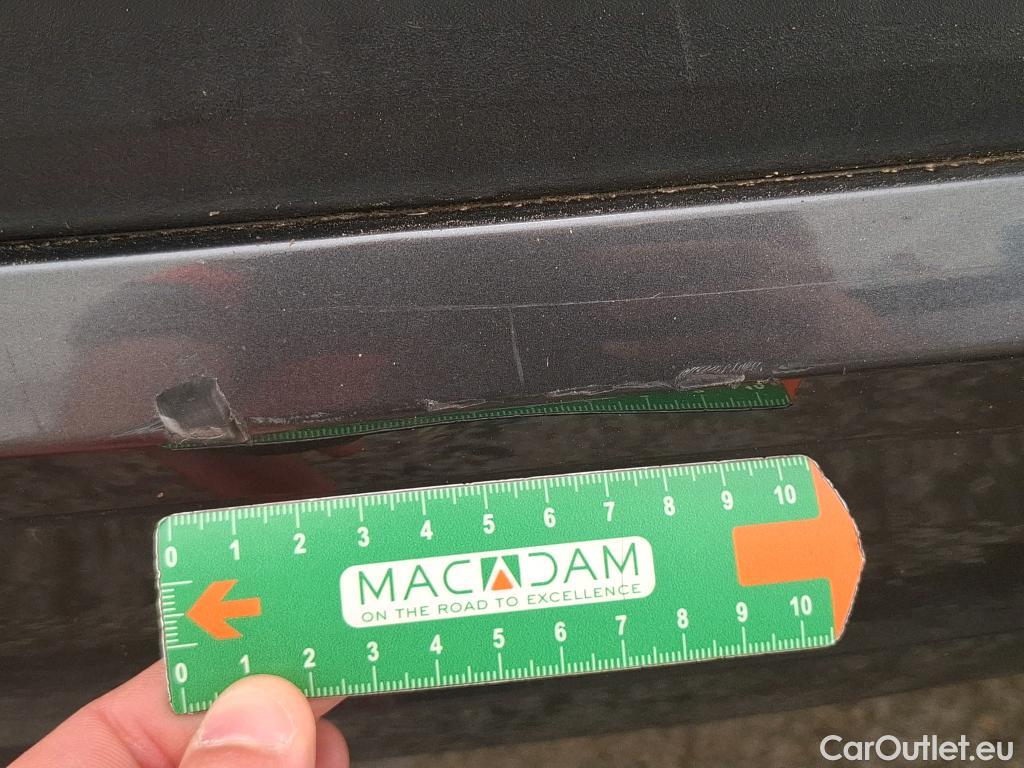 0 1 2 3 4 5 6 7 8 9 10
MACADAM
ON THE ROAD TO EXCELLENCE
0 1 2 3 4 5 6 7 8 9 10
CarOutlet.eu